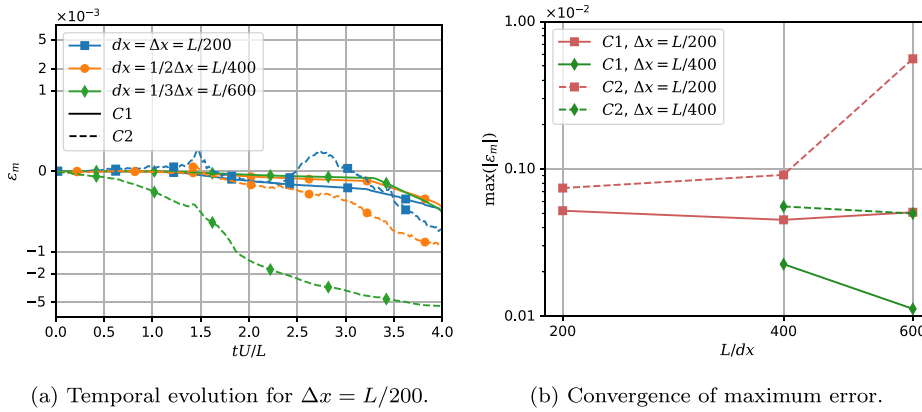 ×10⁻³
5
2
1
0
−1
−2
−5
ε_m
dx = Δx = L/200
dx = 1/2Δx = L/400
dx = 1/3Δx = L/600
C1
C2
0.0 0.5 1.0 1.5 2.0 2.5 3.0 3.5 4.0
tU/L
(a) Temporal evolution for Δx = L/200.
×10⁻²
1.00
0.10
0.01
max(|ε_m|)
C1, Δx = L/200
C1, Δx = L/400
C2, Δx = L/200
C2, Δx = L/400
200 400 600
L/dx
(b) Convergence of maximum error.